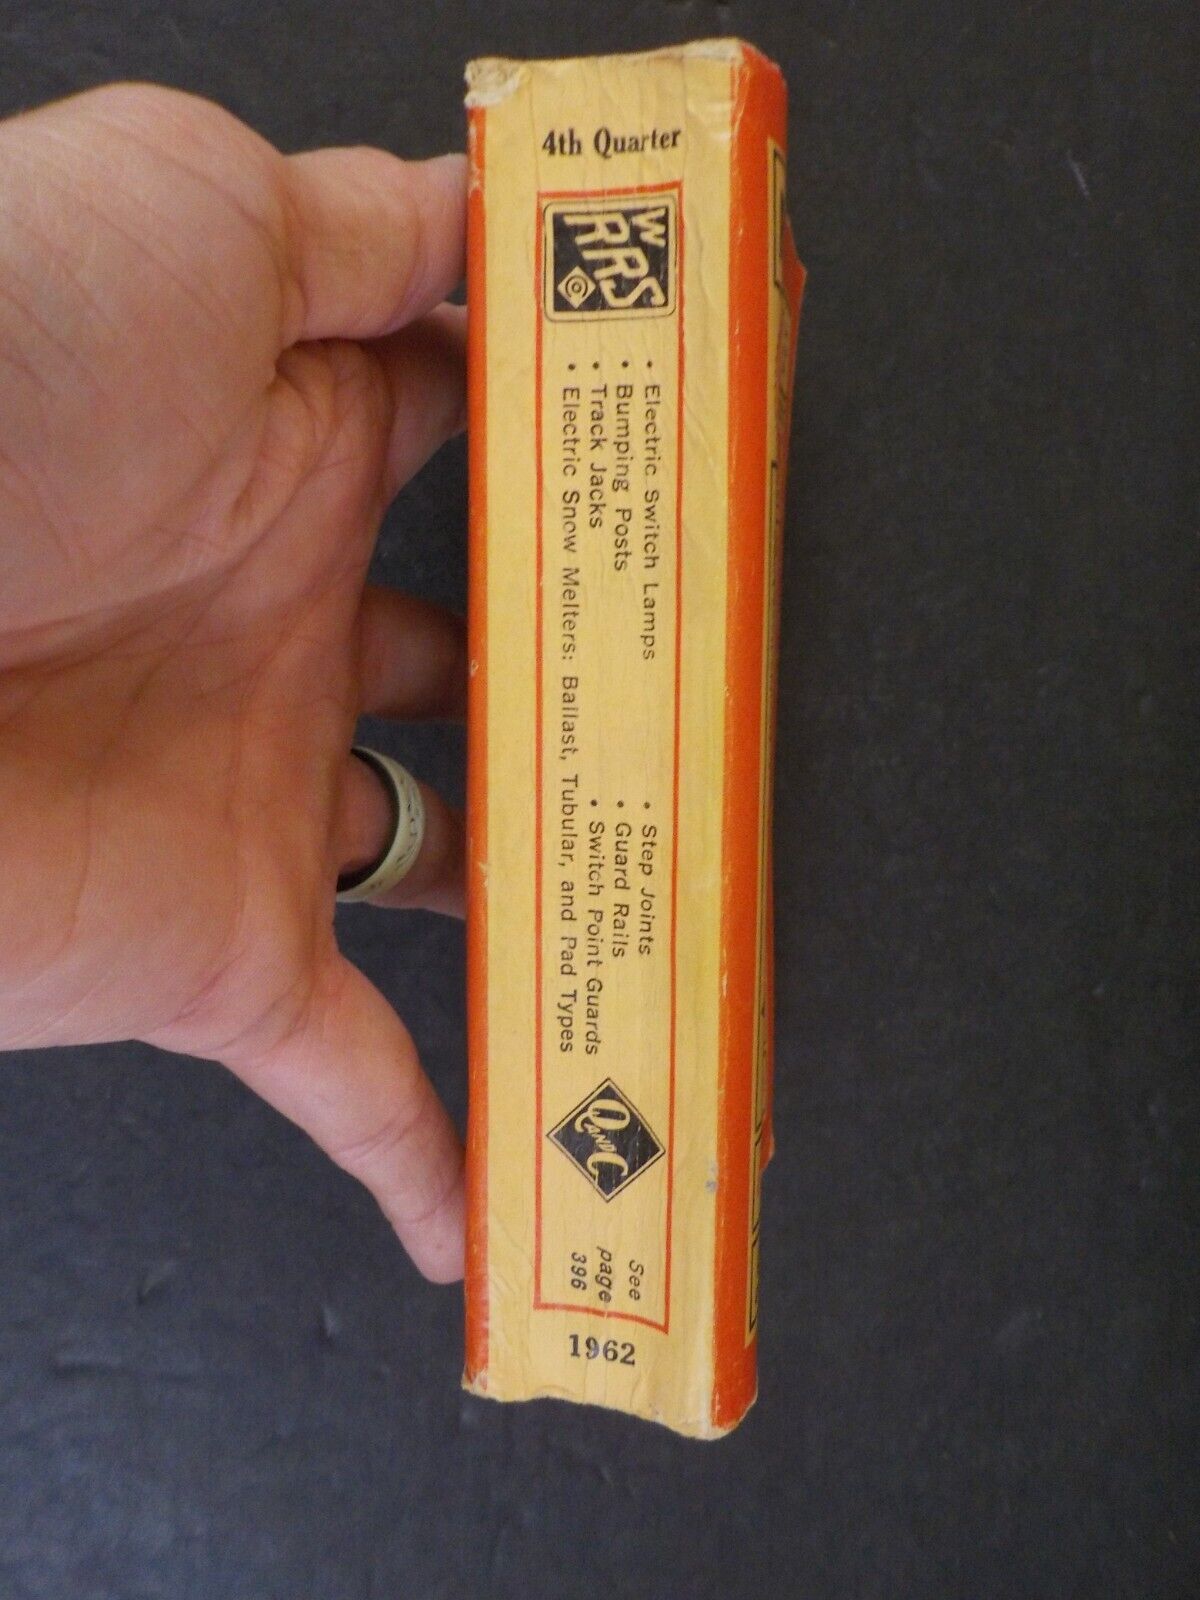 4th Quarter
W
RRS
• Electric Switch Lamps
• Bumping Posts
• Track Jacks
• Electric Snow Melters: Ballast, Tubular, and Pad Types
• Step Joints
• Guard Rails
• Switch Point Guards
Q AND C
See
page
396
1962